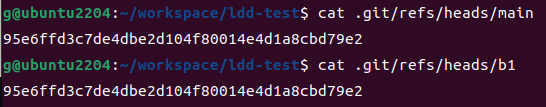 g@ubuntu2204:~/workspace/ldd-test$ cat .git/refs/heads/main
95e6ffd3c7de4dbe2d104f80014e4d1a8cbd79e2
g@ubuntu2204:~/workspace/ldd-test$ cat .git/refs/heads/b1
95e6ffd3c7de4dbe2d104f80014e4d1a8cbd79e2